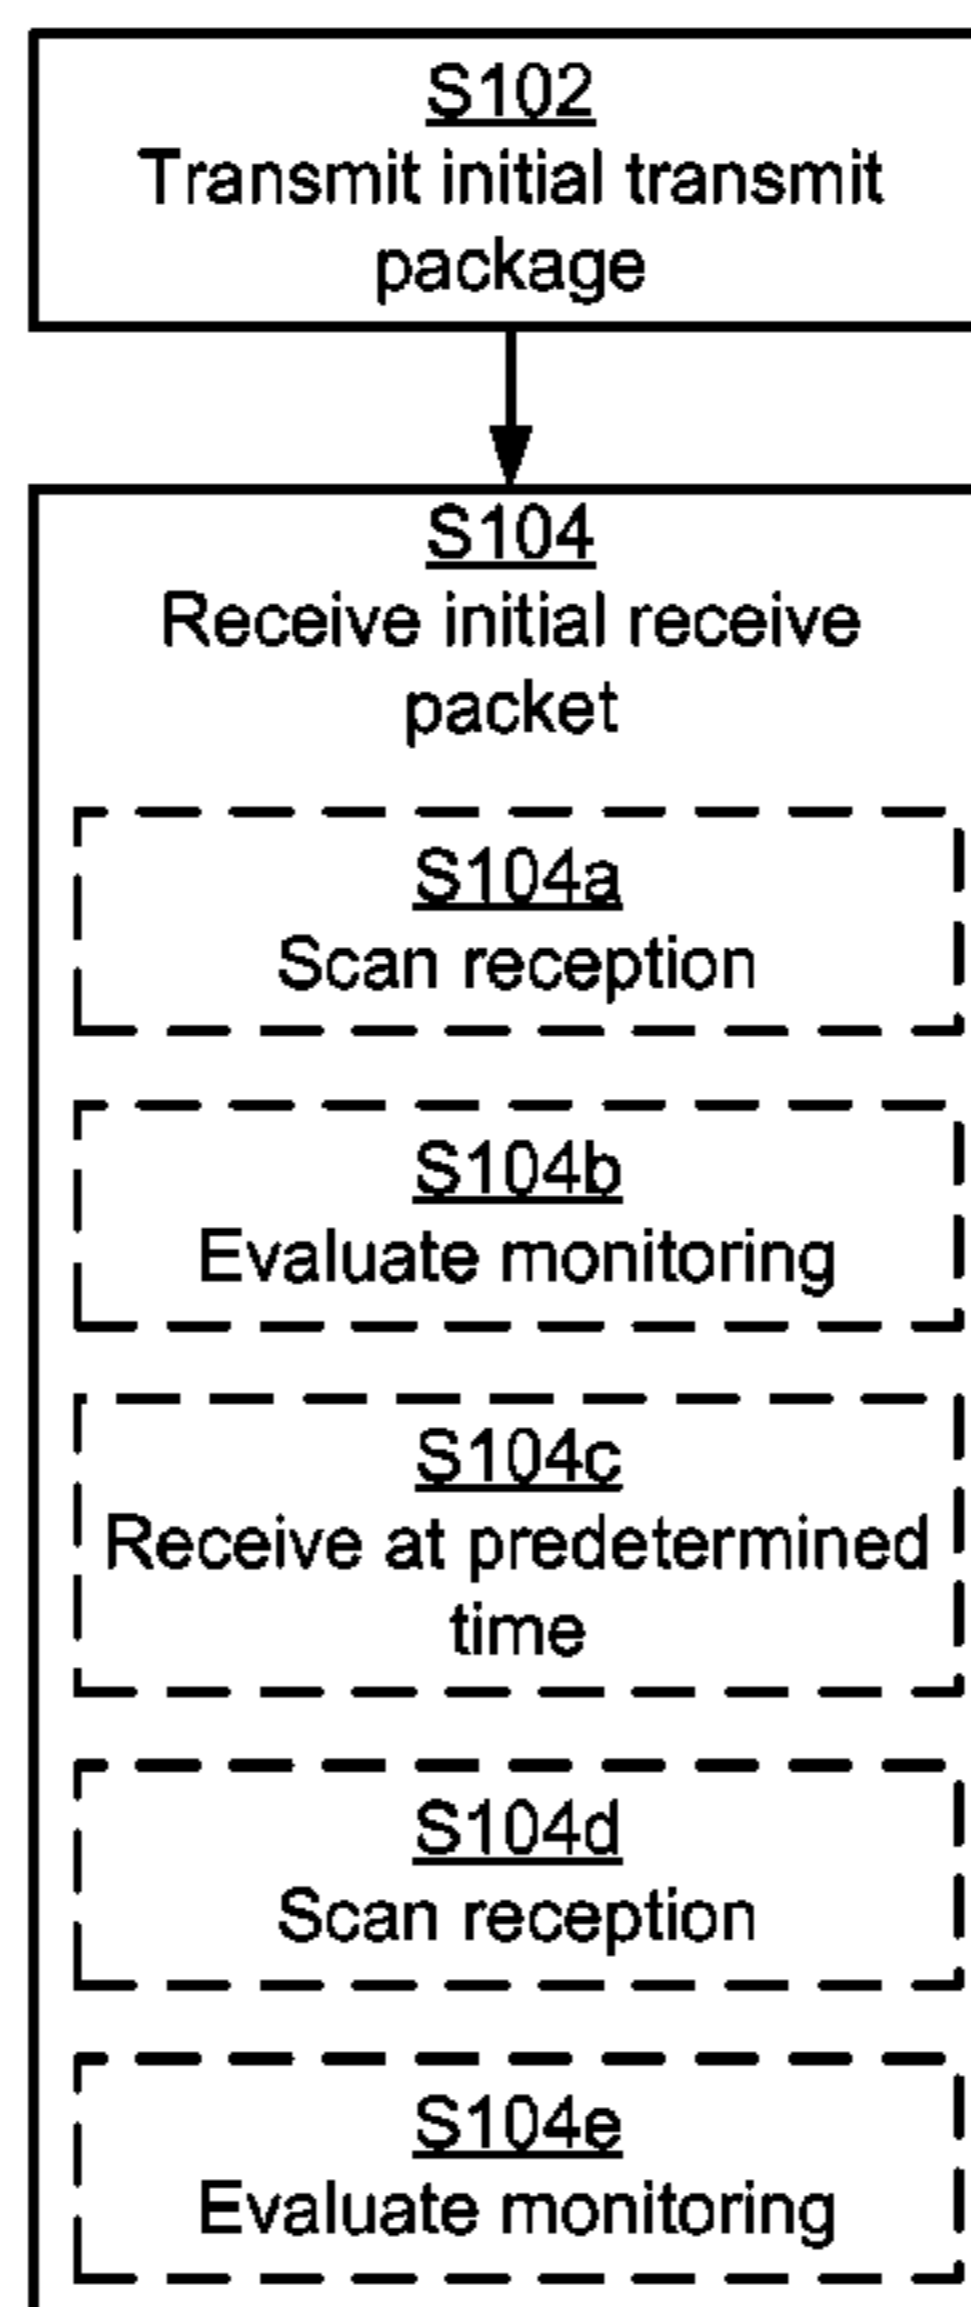 S102
Transmit initial transmit
package
S104
Receive initial receive
packet
S104a
Scan reception
S104b
Evaluate monitoring
S104c
Receive at predetermined
time
S104d
Scan reception
S104e
Evaluate monitoring